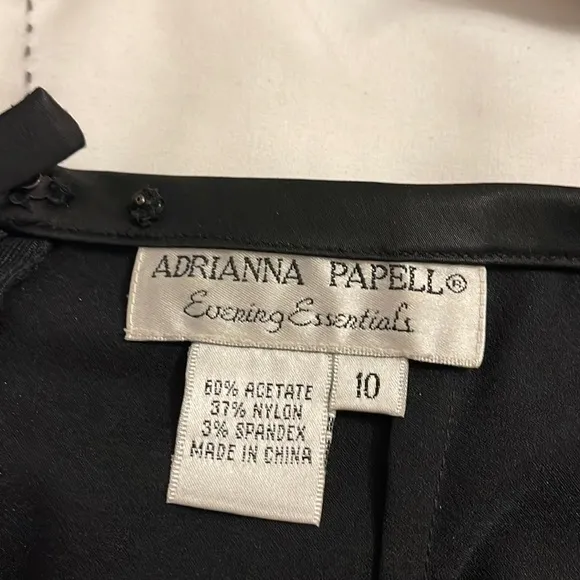 ADRIANNA PAPELL®
Evening Essentials
10
60% ACETATE
37% NYLON
3% SPANDEX
MADE IN CHINA